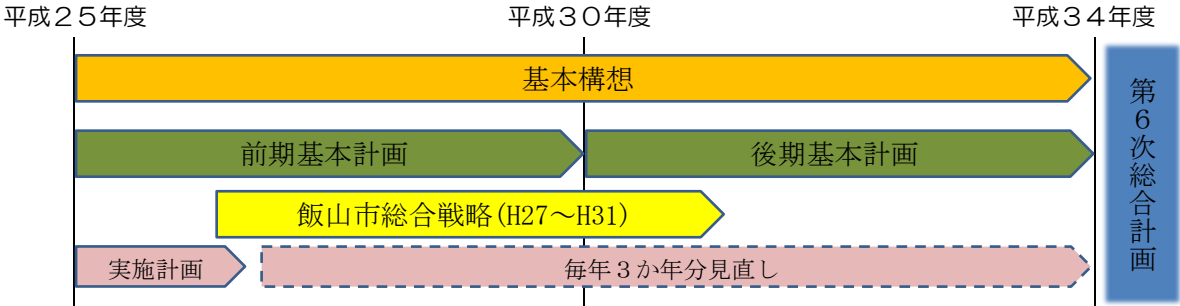 平成２５年度
平成３０年度
平成３４年度
基本構想
前期基本計画
後期基本計画
飯山市総合戦略(H27～H31)
実施計画
毎年３か年分見直し
第６次総合計画